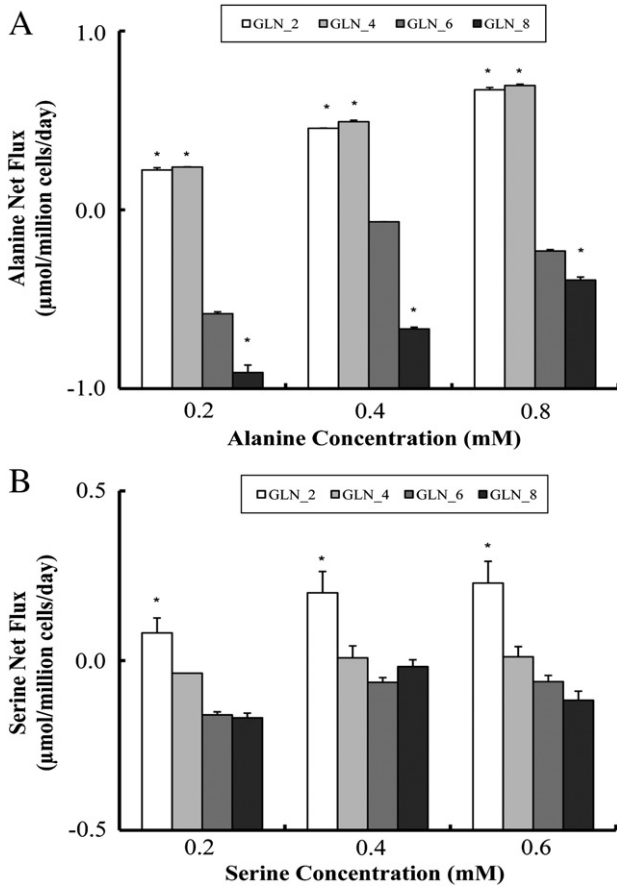 A
1.0
GLN_2 GLN_4 GLN_6 GLN_8
* * * * * *
0.0
* * *
-1.0
0.2 0.4 0.8
Alanine Net Flux
(µmol/million cells/day)
Alanine Concentration (mM)
B
0.5
GLN_2 GLN_4 GLN_6 GLN_8
* * *
0.0
-0.5
0.2 0.4 0.6
Serine Net Flux
(µmol/million cells/day)
Serine Concentration (mM)